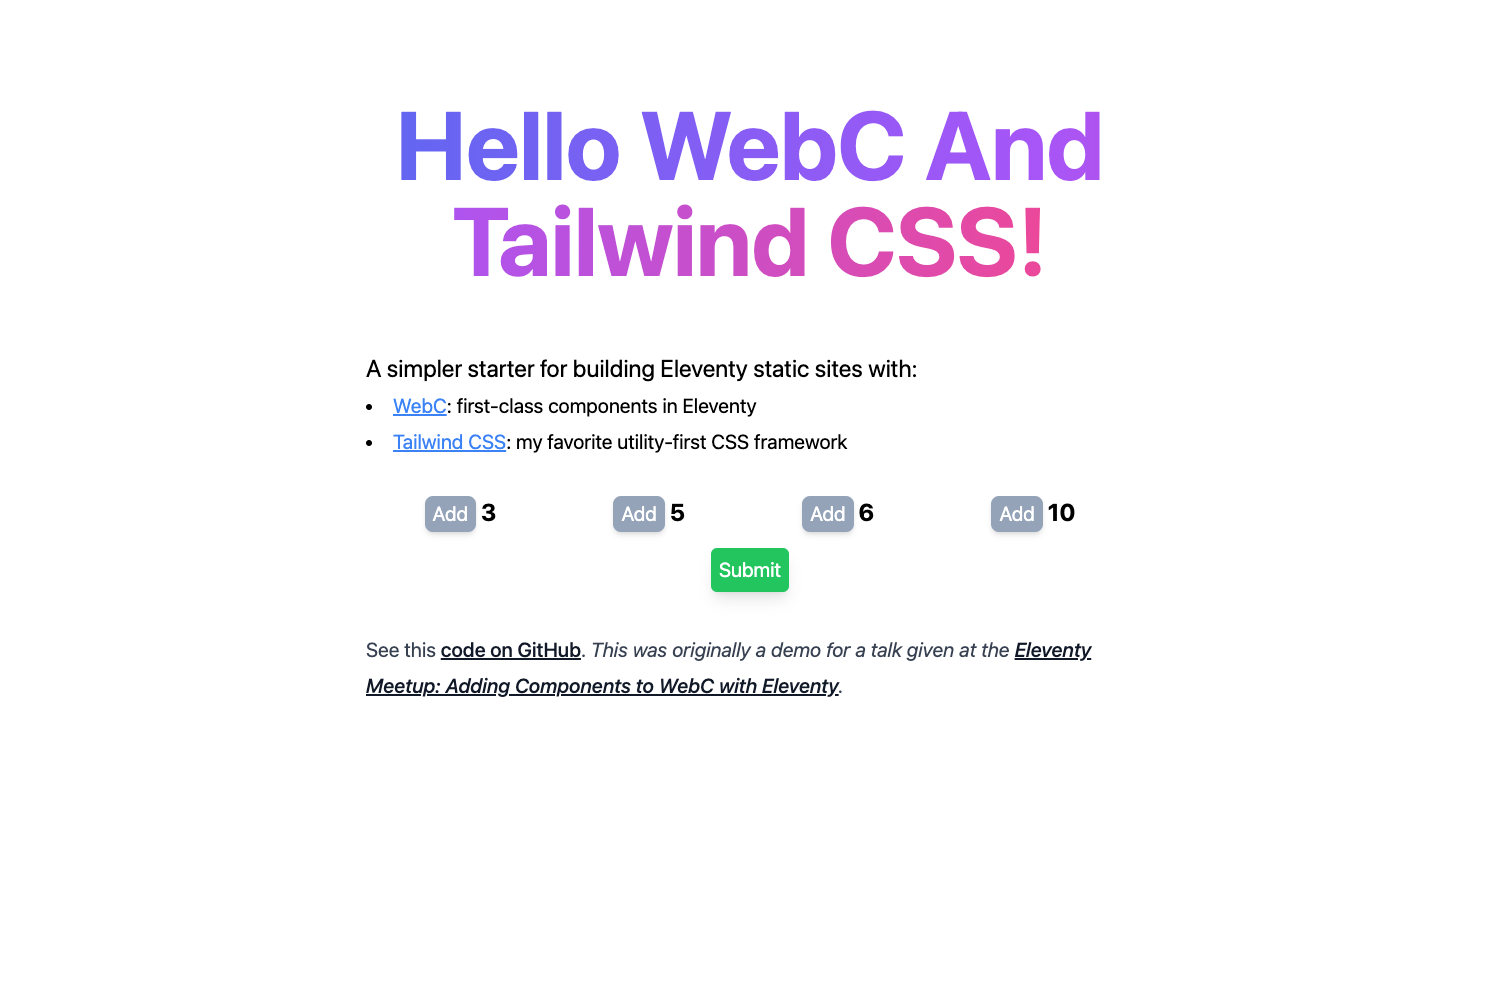 Hello WebC And
Tailwind CSS!
A simpler starter for building Eleventy static sites with:
• WebC: first-class components in Eleventy
• Tailwind CSS: my favorite utility-first CSS framework
Add 3 Add 5 Add 6 Add 10
Submit
See this code on GitHub. This was originally a demo for a talk given at the Eleventy
Meetup: Adding Components to WebC with Eleventy.